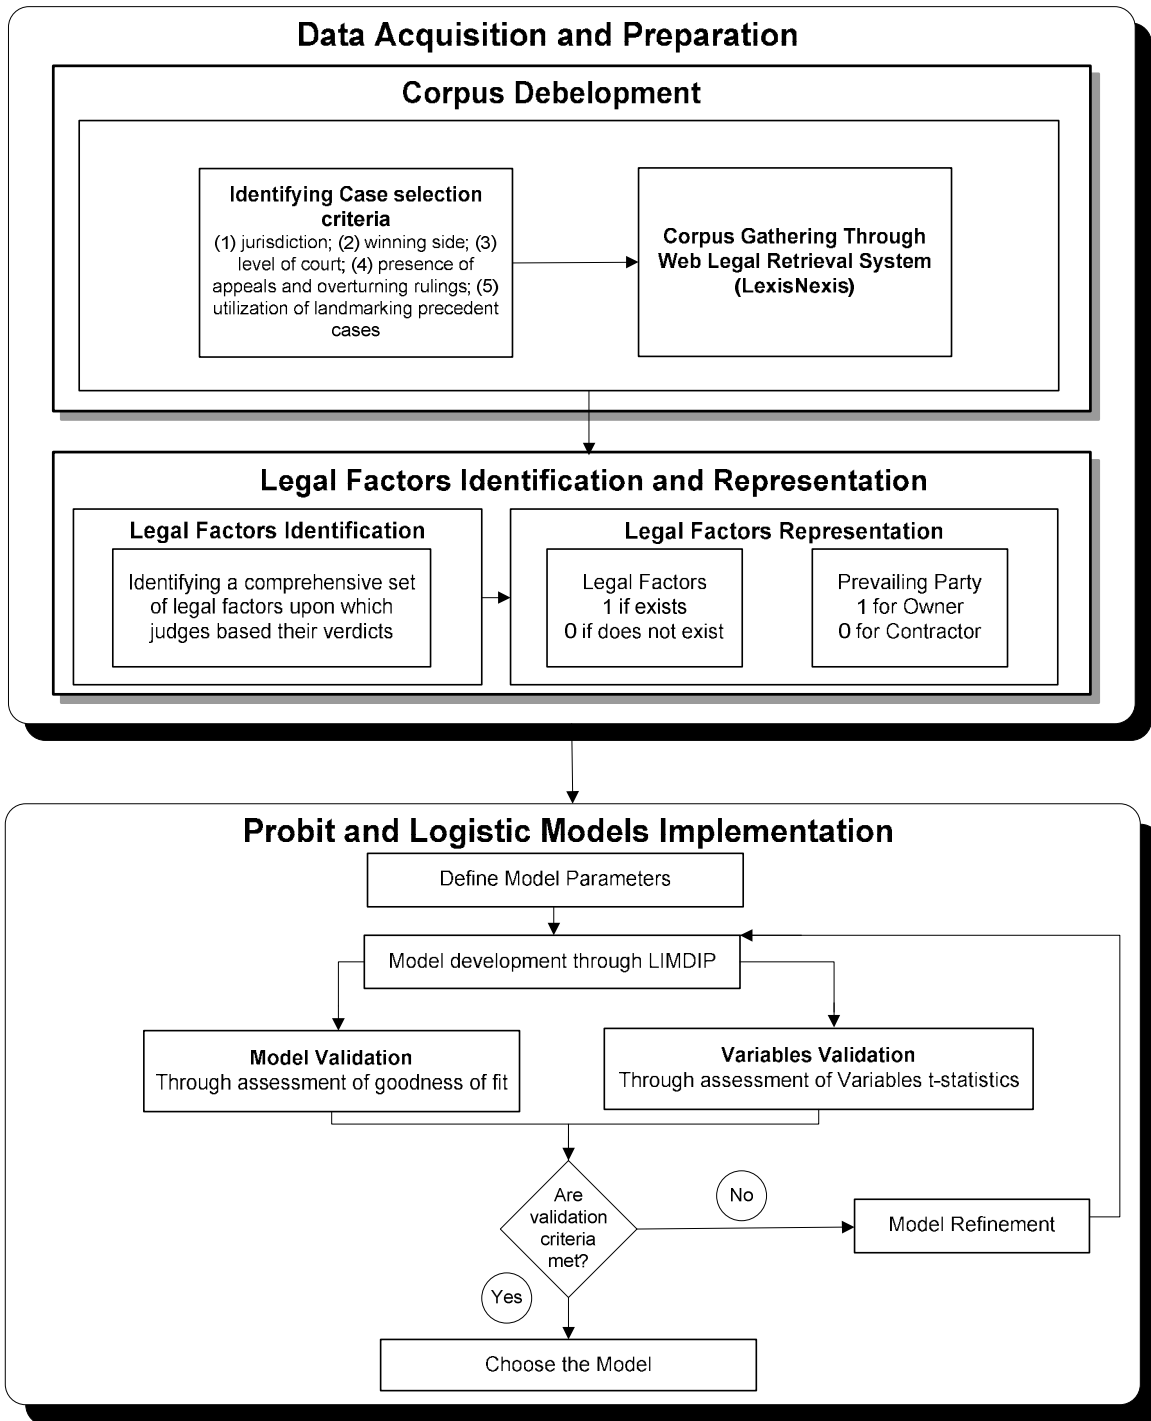 Data Acquisition and Preparation
Corpus Debelopment
Identifying Case selection
criteria
(1) jurisdiction; (2) winning side; (3)
level of court; (4) presence of
appeals and overturning rulings; (5)
utilization of landmarking precedent
cases
Corpus Gathering Through
Web Legal Retrieval System
(LexisNexis)
Legal Factors Identification and Representation
Legal Factors Identification
Identifying a comprehensive set
of legal factors upon which
judges based their verdicts
Legal Factors Representation
Legal Factors
1 if exists
0 if does not exist
Prevailing Party
1 for Owner
0 for Contractor
Probit and Logistic Models Implementation
Define Model Parameters
Model development through LIMDIP
Model Validation
Through assessment of goodness of fit
Variables Validation
Through assessment of Variables t-statistics
Are
validation
criteria
met?
No
Model Refinement
Yes
Choose the Model